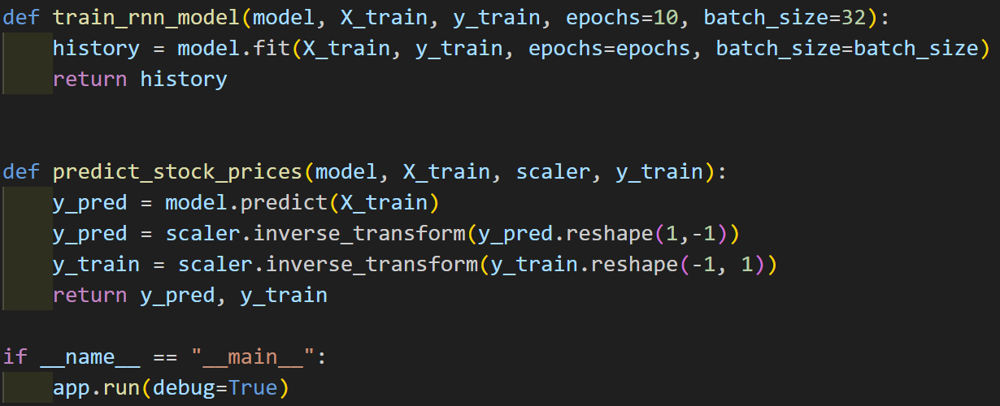 def train_rnn_model(model, X_train, y_train, epochs=10, batch_size=32):
    history = model.fit(X_train, y_train, epochs=epochs, batch_size=batch_size)
    return history
def predict_stock_prices(model, X_train, scaler, y_train):
    y_pred = model.predict(X_train)
    y_pred = scaler.inverse_transform(y_pred.reshape(1,-1))
    y_train = scaler.inverse_transform(y_train.reshape(-1, 1))
    return y_pred, y_train
if __name__ == "__main__":
    app.run(debug=True)